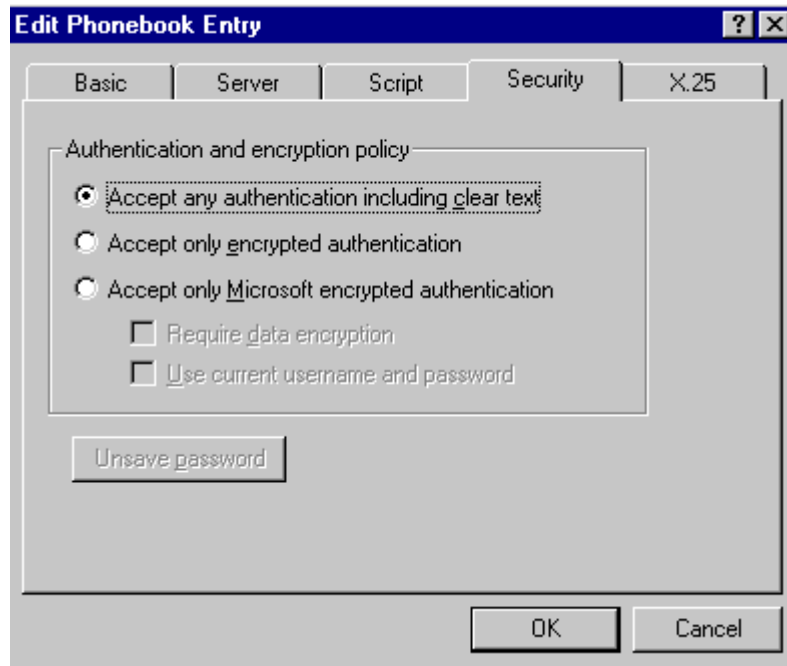 Edit Phonebook Entry
Basic Server Script Security X.25
Authentication and encryption policy
Accept any authentication including clear text
Accept only encrypted authentication
Accept only Microsoft encrypted authentication
Require data encryption
Use current username and password
Unsave password
OK Cancel